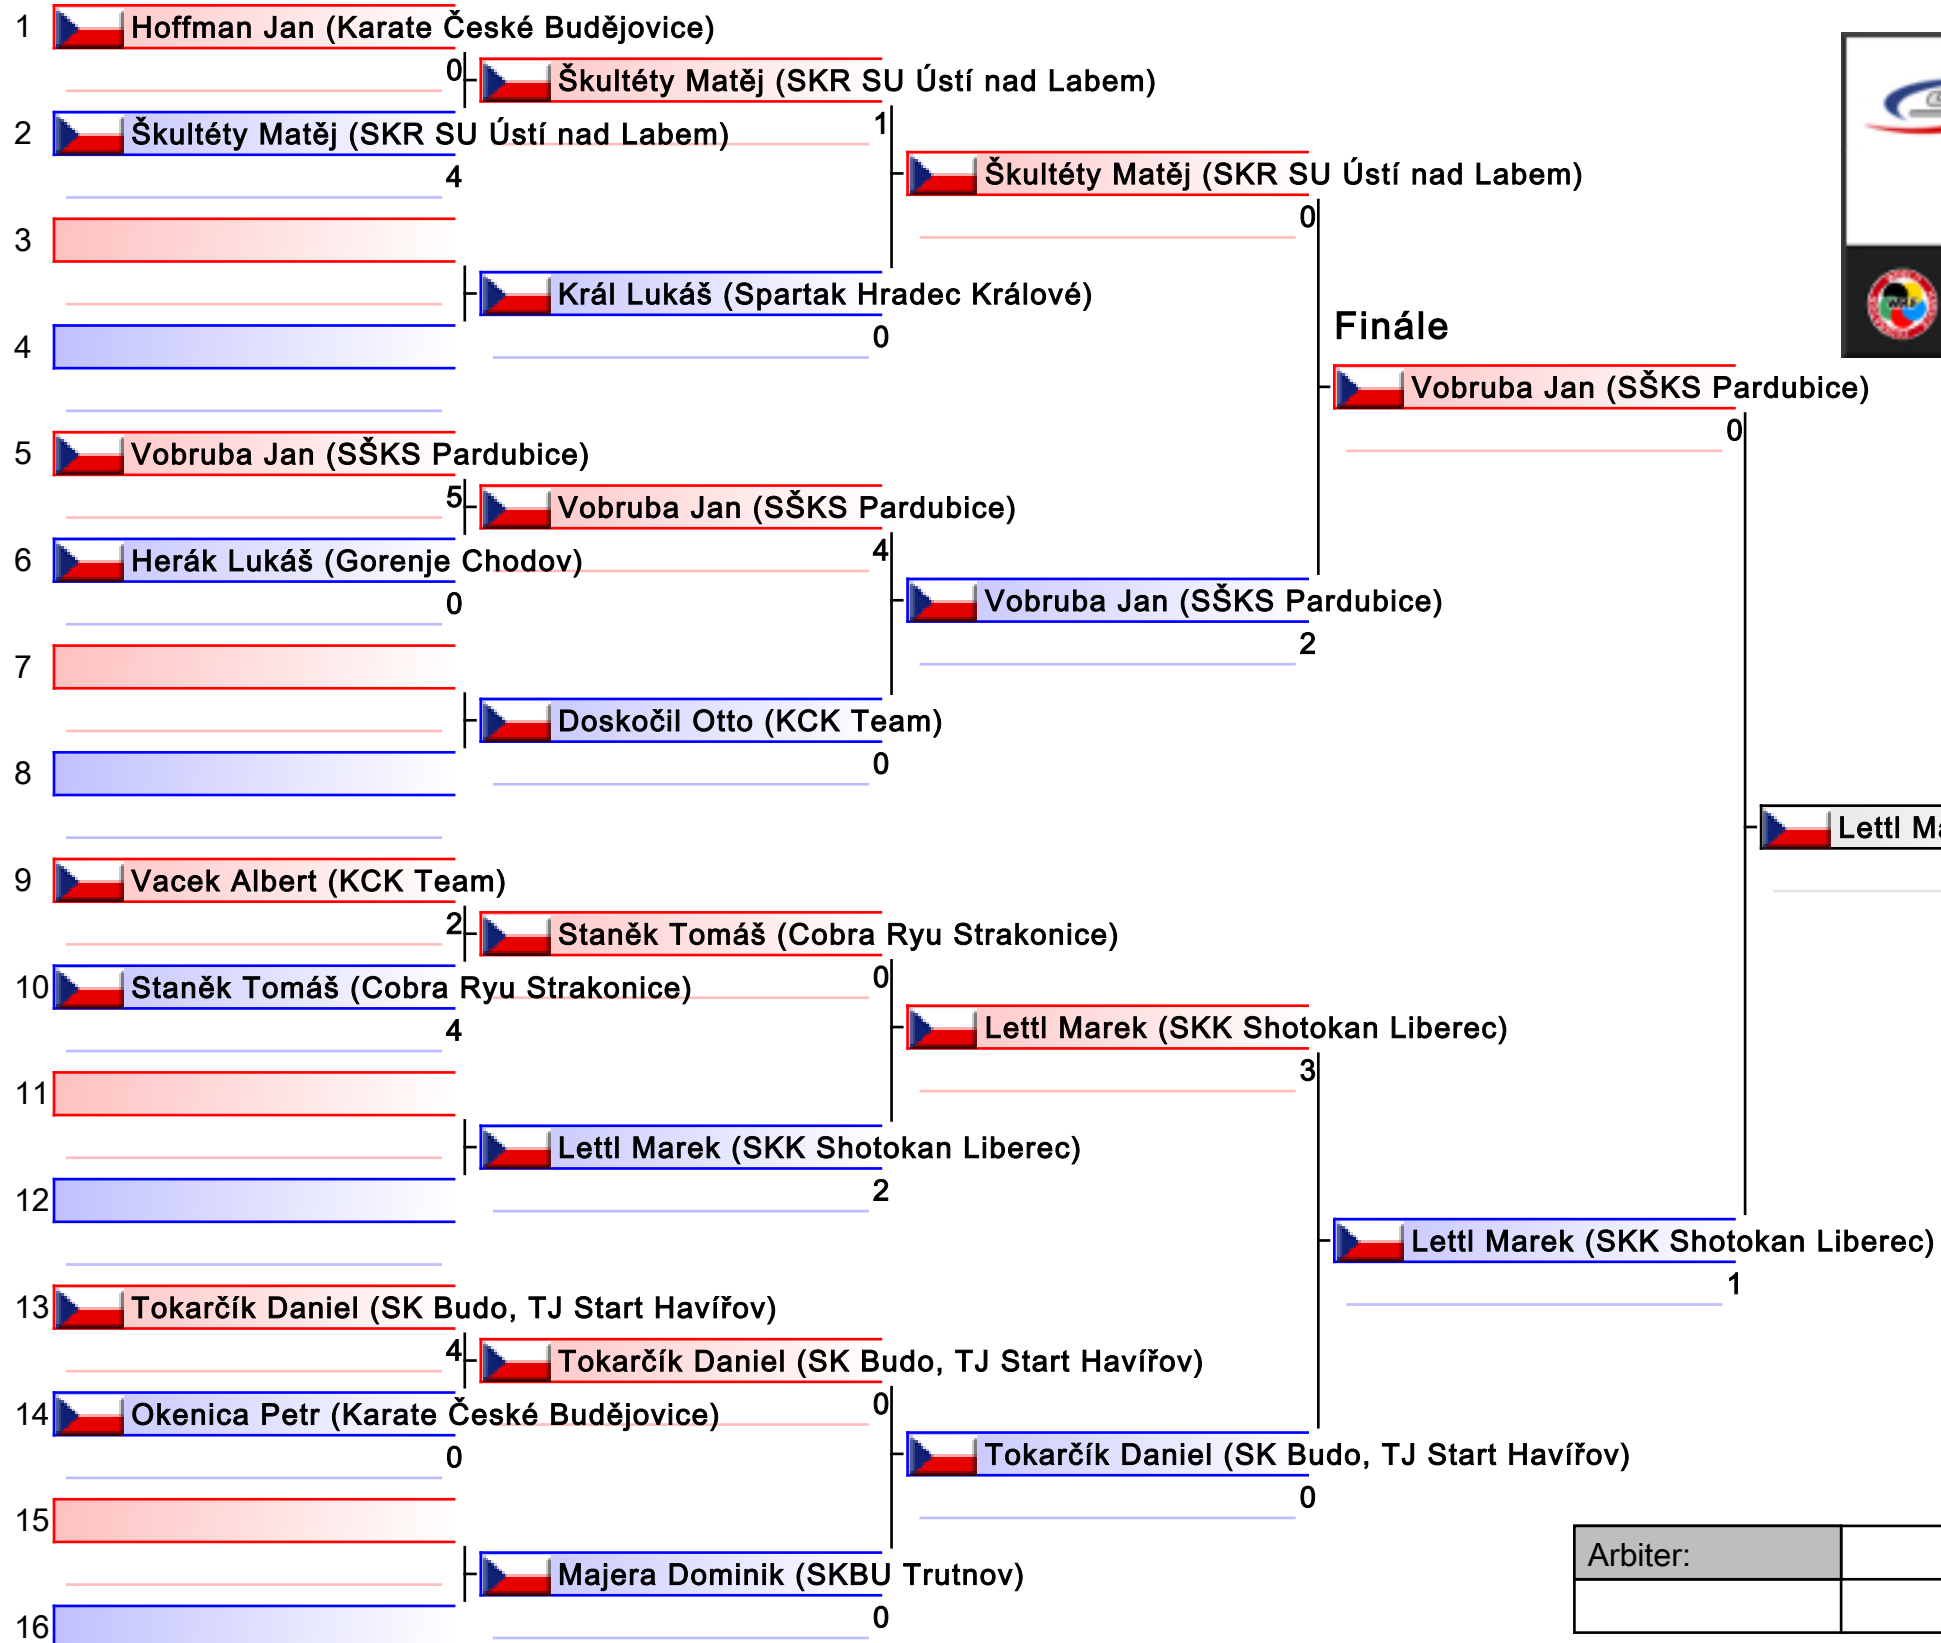 1 Hoffman Jan (Karate České Budějovice)
0
Škultéty Matěj (SKR SU Ústí nad Labem)
1
2 Škultéty Matěj (SKR SU Ústí nad Labem)
4
Škultéty Matěj (SKR SU Ústí nad Labem)
0
3
Král Lukáš (Spartak Hradec Králové)
0
4
Finále
Vobruba Jan (SŠKS Pardubice)
0
5 Vobruba Jan (SŠKS Pardubice)
5
Vobruba Jan (SŠKS Pardubice)
4
6 Herák Lukáš (Gorenje Chodov)
0
Vobruba Jan (SŠKS Pardubice)
2
7
Doskočil Otto (KCK Team)
0
8
Lettl
9 Vacek Albert (KCK Team)
2
Staněk Tomáš (Cobra Ryu Strakonice)
0
10 Staněk Tomáš (Cobra Ryu Strakonice)
4
Lettl Marek (SKK Shotokan Liberec)
3
11
Lettl Marek (SKK Shotokan Liberec)
2
12
Lettl Marek (SKK Shotokan Liberec)
1
13 Tokarčík Daniel (SK Budo, TJ Start Havířov)
4
Tokarčík Daniel (SK Budo, TJ Start Havířov)
0
14 Okenica Petr (Karate České Budějovice)
0
Tokarčík Daniel (SK Budo, TJ Start Havířov)
0
15
Majera Dominik (SKBU Trutnov)
0
16
Arbiter: